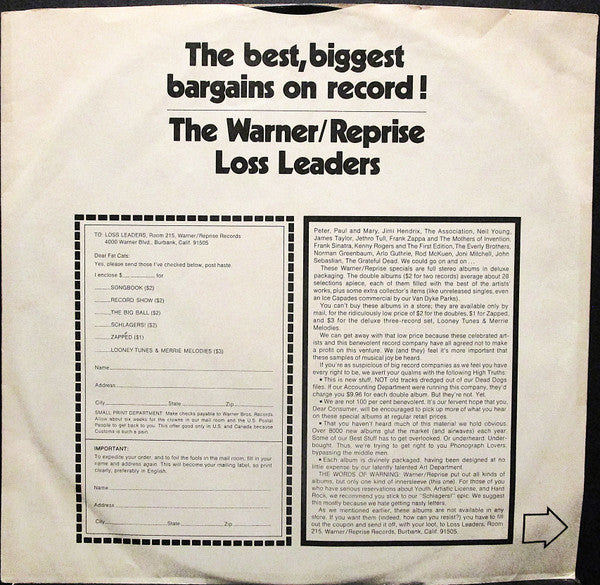 The best, biggest
bargains on record!
The Warner/Reprise
Loss Leaders
TO: LOSS LEADERS, Room 215, Warner/Reprise Records
4000 Warner Blvd., Burbank, Calif. 91505
Dear Fat Cats:
Yes, please send those I've checked below, post haste.
I enclose $ for
SONGBOOK ($2)
RECORD SHOW ($2)
THE BIG BALL ($2)
SCHLAGERS! ($2)
ZAPPED ($1)
LOONEY TUNES & MERRIE MELODIES ($3)
Name
Address
City State Zip
SMALL PRINT DEPARTMENT: Make checks payable to Warner Bros. Records.
Allow about six weeks for the clowns in our mail room and the U.S. Postal
People to get back to you. This offer good only in U.S. and Canada because
Customs is such a pain.
IMPORTANT:
To expedite your order, and to foil the fools in the mail room, fill in your
name and address again. This will become your mailing label, so print
clearly, preferably in English.
Name
Address
City State Zip
Peter, Paul and Mary, Jimi Hendrix, The Association, Neil Young,
James Taylor, Jethro Tull, Frank Zappa and The Mothers of Invention,
Frank Sinatra, Kenny Rogers and The First Edition, The Everly Brothers,
Norman Greenbaum, Arlo Guthrie, Rod McKuen, Joni Mitchell, John
Sebastian, The Grateful Dead. We could go on and on . .
These Warner/Reprise specials are full stereo albums in deluxe
packaging. The double albums ($2 for two records) average about 28
selections apiece, each of them filled with the best of the artists'
works, plus some extra collector's items (like unreleased singles, even
an Ice Capades commercial by our Van Dyke Parks).
You can't buy these albums in a store; they are available only by
mail, for the ridiculously low price of $2 for the doubles, $1 for Zapped,
and $3 for the deluxe three-record set, Looney Tunes & Merrie
Melodies.
We can get away with that low price because these celebrated artists
and this benevolent record company have all agreed not to make
a profit on this venture. We (and they) feel it's more important that
these samples of musical joy be heard.
If you're as suspicious of big record companies as we feel you have
every right to be, we avert your qualms with the following High Truths:
• This is new stuff, NOT old tracks dredged out of our Dead Dogs
files. If our Accounting Department were running this company, they'd
charge you $9.96 for each double album. But they're not. Yet.
• We are not 100 per cent benevolent. It's our fervent hope that you,
Dear Consumer, will be encouraged to pick up more of what you hear
on these special albums at regular retail prices.
• That you haven't heard much of this material we hold obvious.
Over 8000 new albums glut the market (and airwaves) each year.
Some of our Best Stuff has to get overlooked. Or underheard. Underbought.
Thus, we're trying to get right to you Phonograph Lovers,
bypassing the middle men.
• Each album is divinely packaged, having been designed at no
little expense by our latently talented Art Department.
THE WORDS OF WARNING: Warner/Reprise put out all kinds of
albums, but only one kind of innersleeve (this one). For those of you
who have serious reservations about Youth, Artistic License, and Hard
Rock, we recommend you stick to our "Schlagers!" epic. We suggest
this mostly because we hate getting nasty letters.
As we mentioned earlier, these albums are not available in any
store. If you want them (indeed, how can you resist?) you have to fill
out the coupon and send it off, with your loot, to Loss Leaders, Room
215, Warner/Reprise Records, Burbank, Calif. 91505.